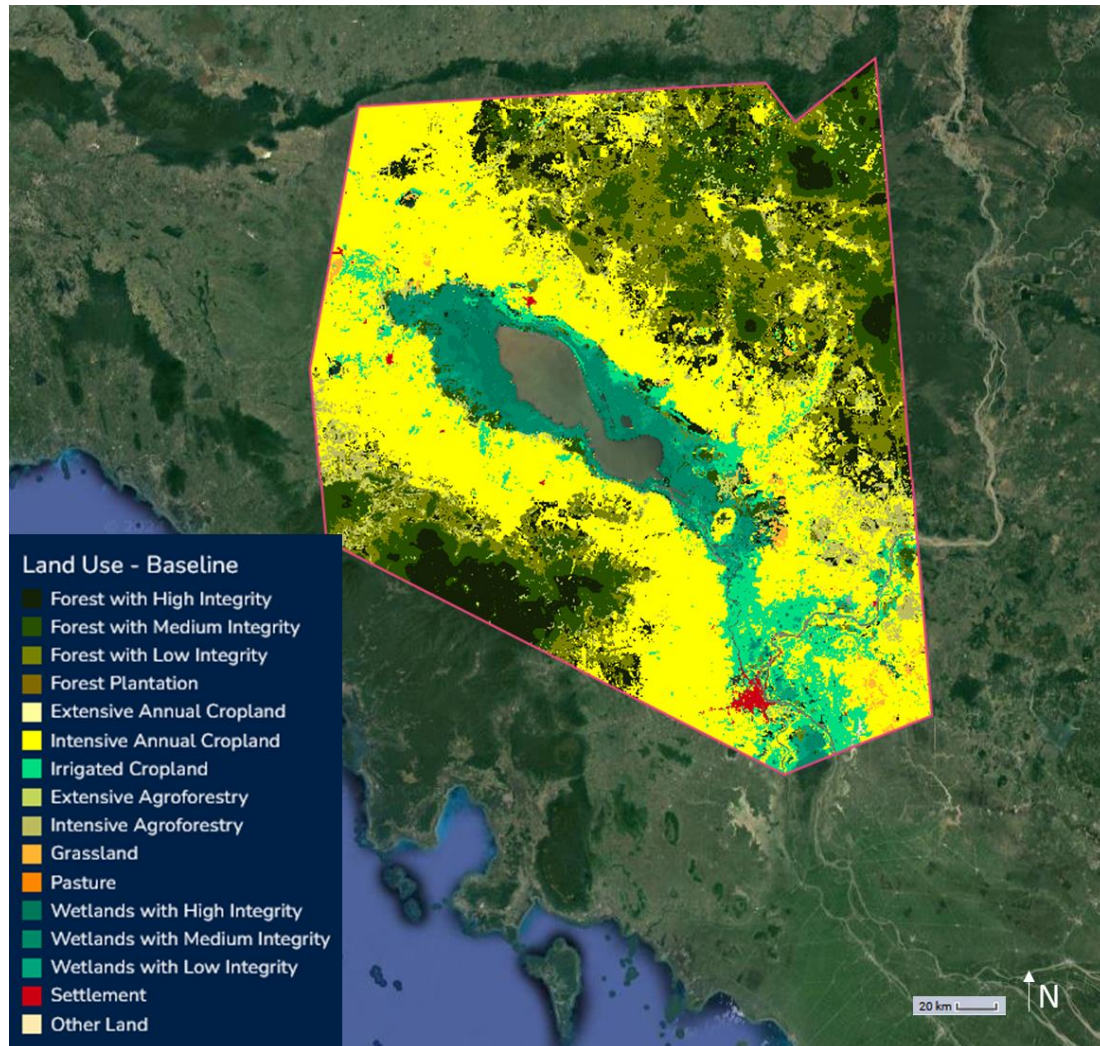 Land Use - Baseline
Forest with High Integrity
Forest with Medium Integrity
Forest with Low Integrity
Forest Plantation
Extensive Annual Cropland
Intensive Annual Cropland
Irrigated Cropland
Extensive Agroforestry
Intensive Agroforestry
Grassland
Pasture
Wetlands with High Integrity
Wetlands with Medium Integrity
Wetlands with Low Integrity
Settlement
Other Land
20 km
N